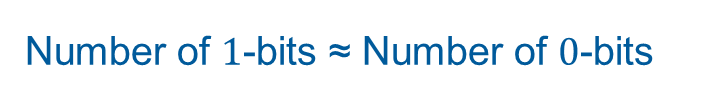 Number of 1-bits ≈ Number of 0-bits